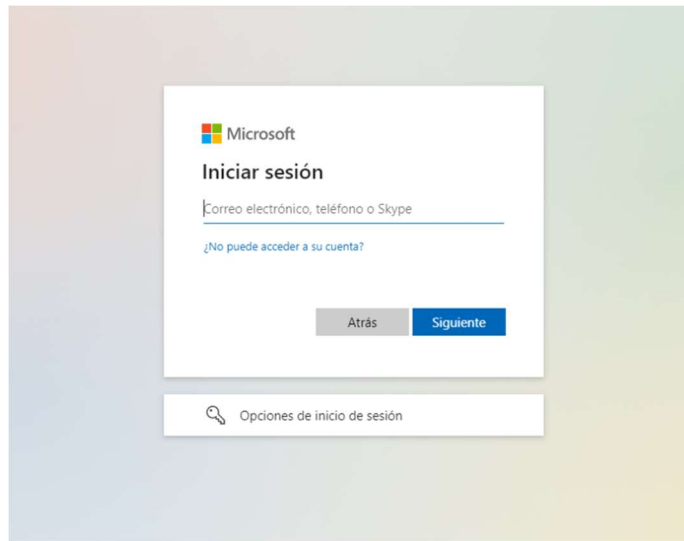 Microsoft
Iniciar sesión
Correo electrónico, teléfono o Skype
¿No puede acceder a su cuenta?
Atrás Siguiente
Opciones de inicio de sesión